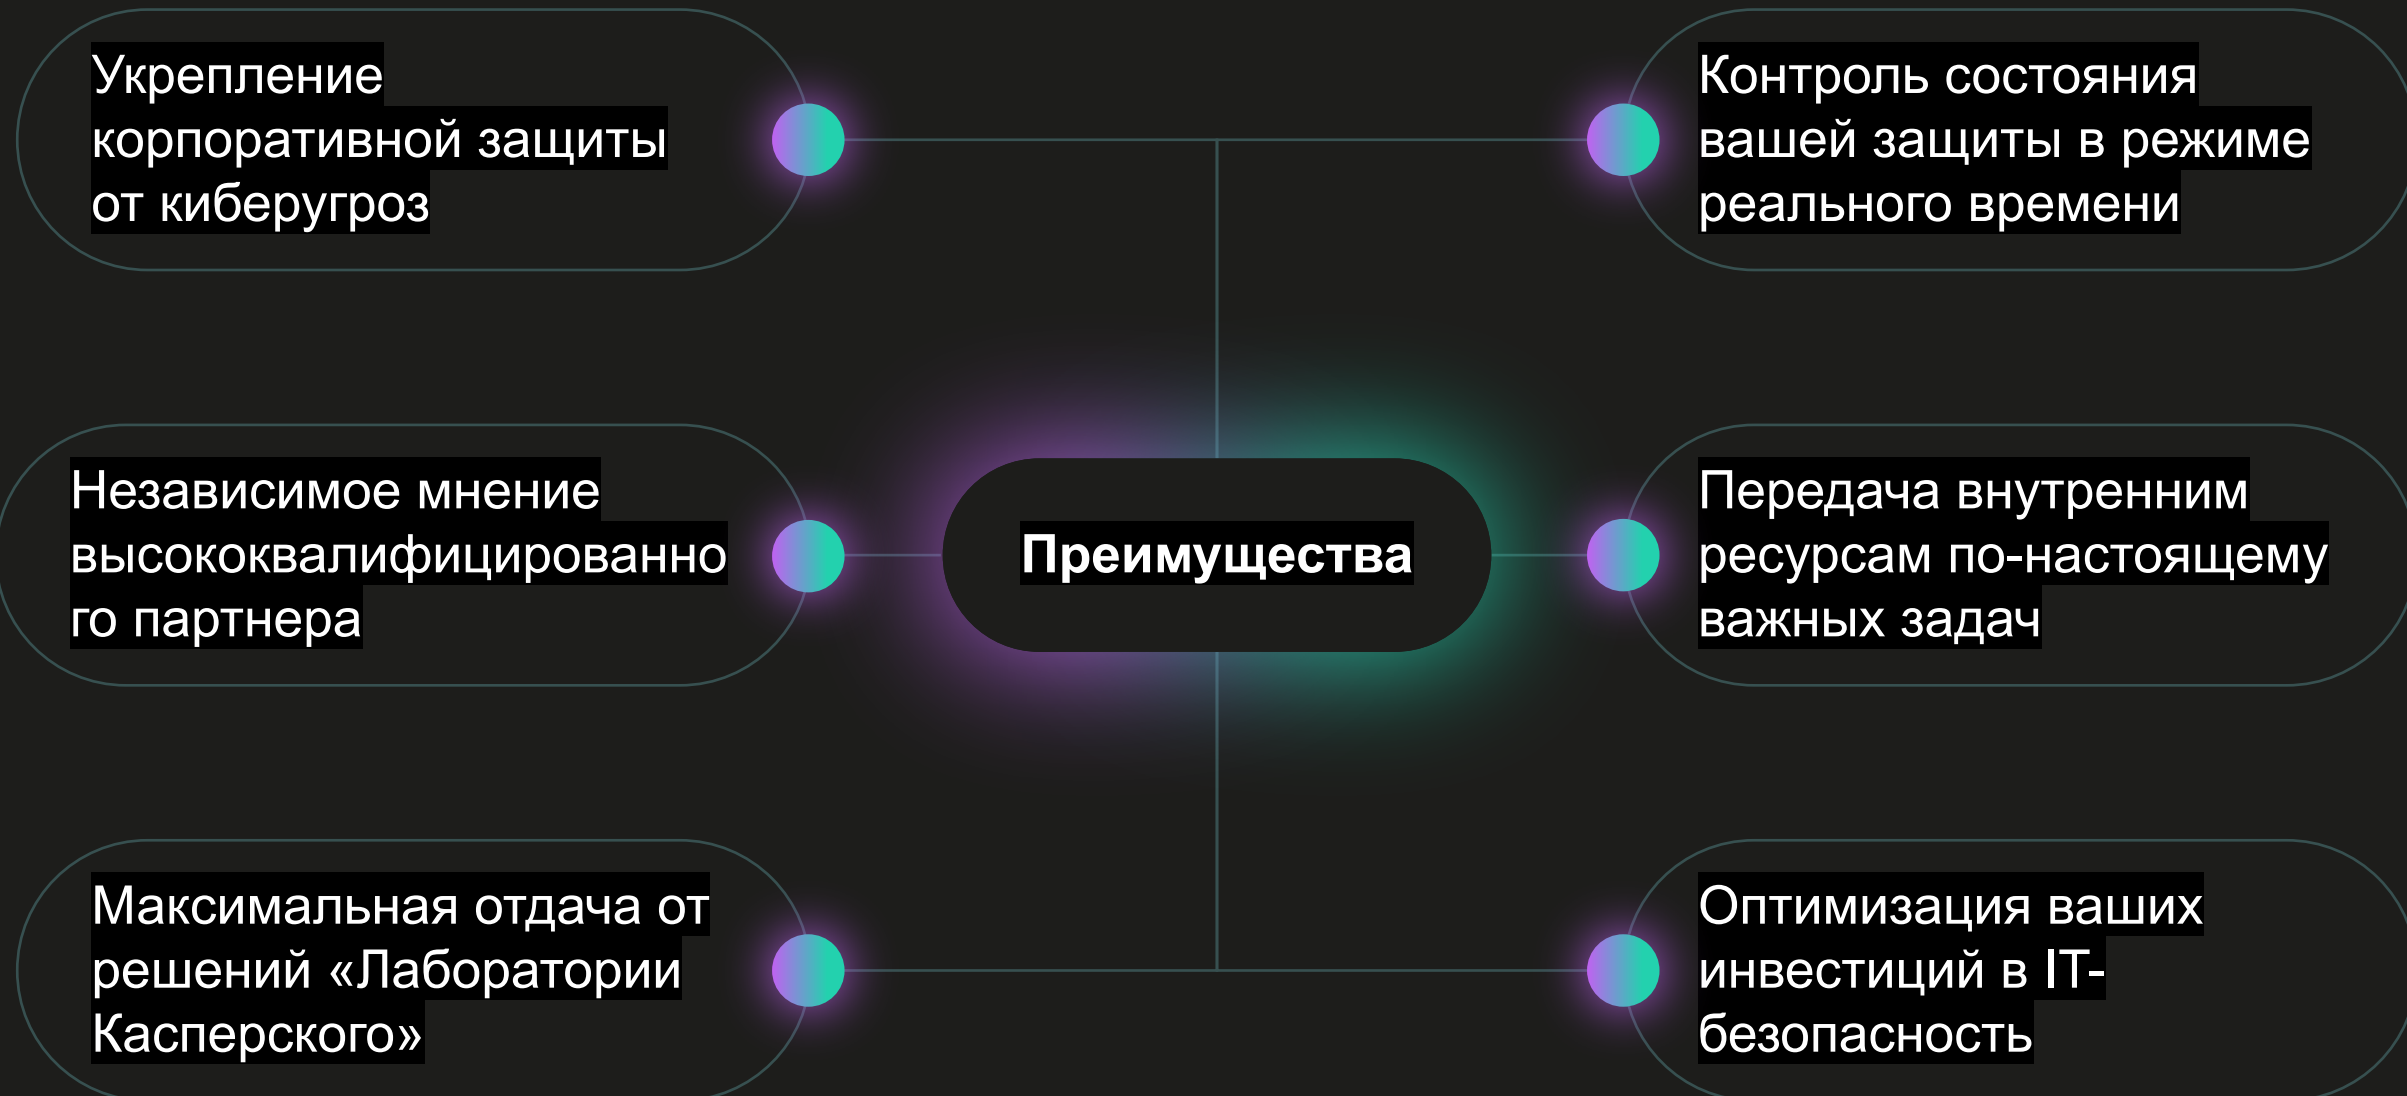 Укрепление
корпоративной защиты
от киберугроз
Контроль состояния
вашей защиты в режиме
реального времени
Независимое мнение
высококвалифицированно
го партнера
Преимущества
Передача внутренним
ресурсам по-настоящему
важных задач
Максимальная отдача от
решений «Лаборатории
Касперского»
Оптимизация ваших
инвестиций в IT-
безопасность